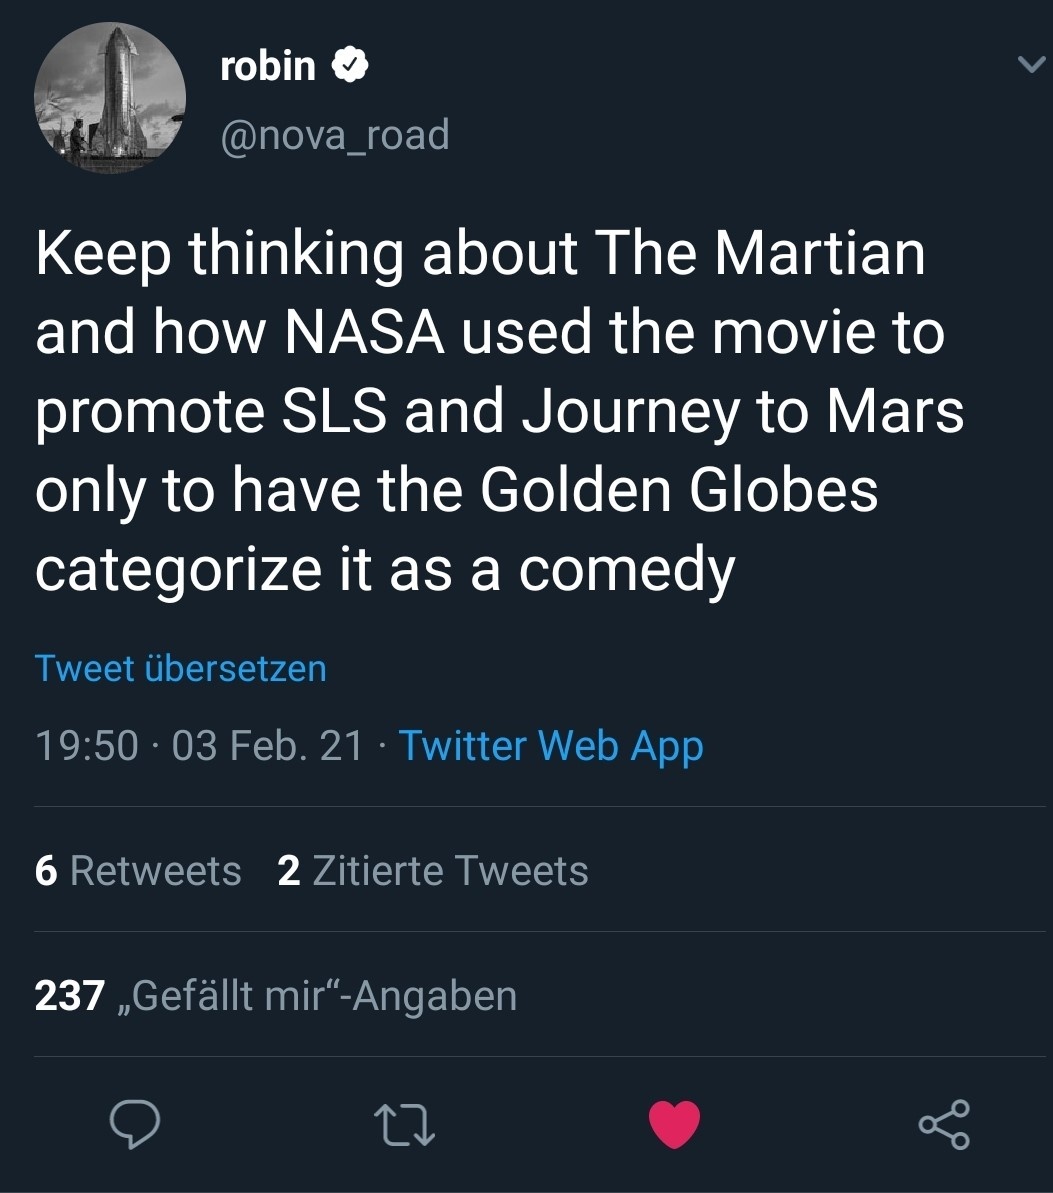 robin
@nova_road
Keep thinking about The Martian
and how NASA used the movie to
promote SLS and Journey to Mars
only to have the Golden Globes
categorize it as a comedy
Tweet übersetzen
19:50 · 03 Feb. 21 · Twitter Web App
6 Retweets 2 Zitierte Tweets
237 „Gefällt mir“-Angaben